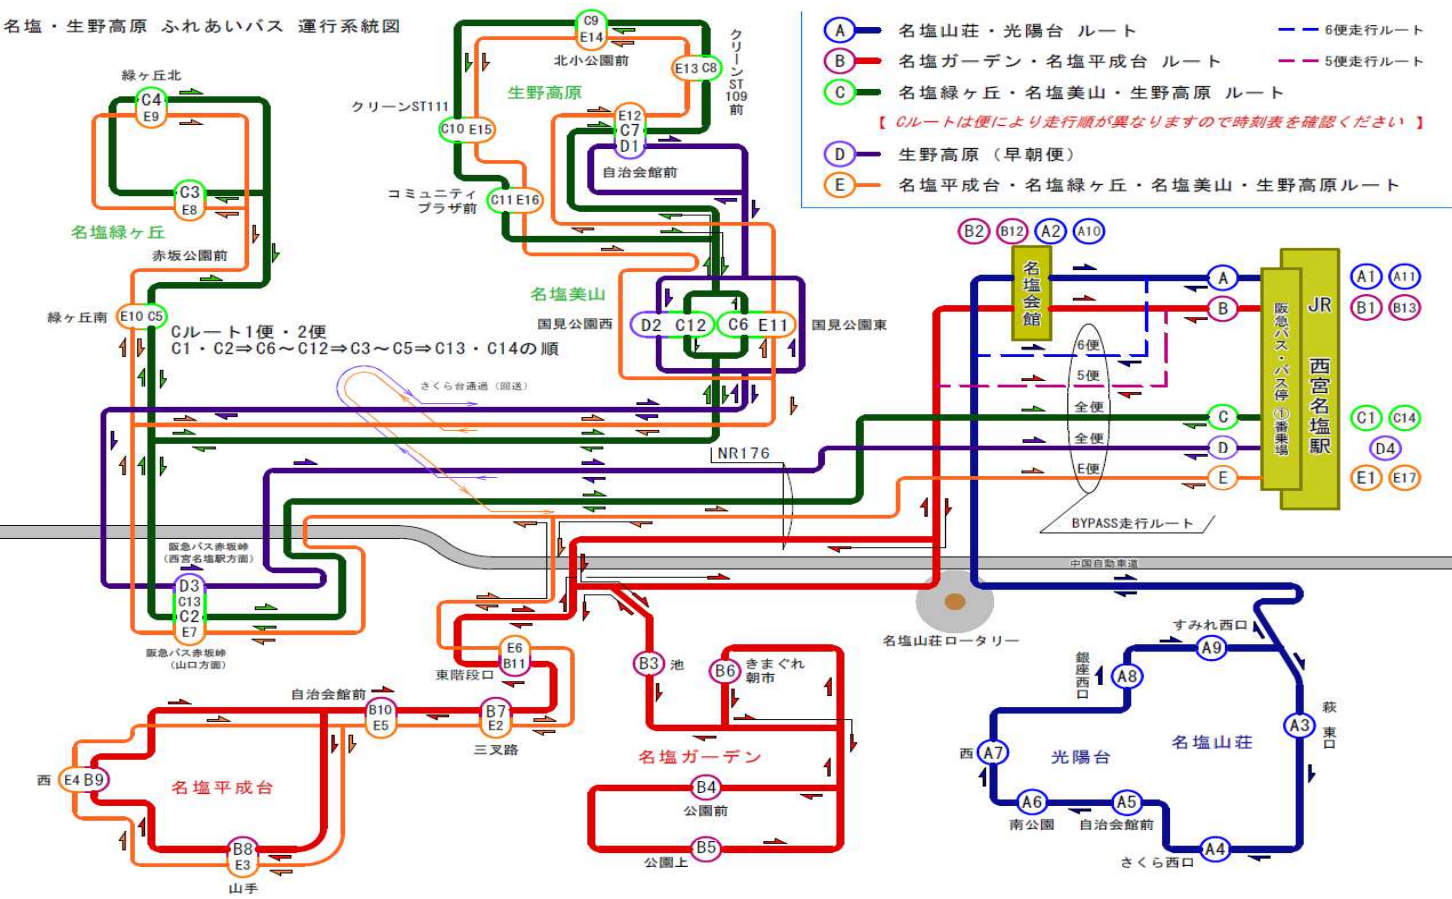 名塩・生野高原 ふれあいバス 運行系統図
A 名塩山荘・光陽台 ルート
6便走行ルート
B 名塩ガーデン・名塩平成台 ルート
5便走行ルート
C 名塩緑ヶ丘・名塩美山・生野高原 ルート
【 Cルートは便により走行順が異なりますので時刻表を確認ください 】
D 生野高原（早朝便）
E 名塩平成台・名塩緑ヶ丘・名塩美山・生野高原ルート
緑ヶ丘北
C4
E9
C3
E8
名塩緑ヶ丘
赤坂公園前
緑ヶ丘南
E10 C5
Cルート1便・2便
C1・C2⇒C6～C12⇒C3～C5⇒C13・C14の順
C9
E14
北小公園前
E13 C8
クリーンST109前
生野高原
クリーンST111
C10 E15
E12
C7
D1
自治会館前
コミュニティ
プラザ前
C11 E16
名塩美山
国見公園西
D2 C12
C6 E11
国見公園東
さくら台通過（回送）
B2 B12 A2 A10
名塩会館
A
B
C
D
E
阪急バス・バス停 ①番乗場
JR 西宮名塩駅
A1 A11
B1 B13
C1 C14
D4
E1 E17
6便
5便
全便
全便
E便
NR176
BYPASS走行ルート
中国自動車道
阪急バス赤坂峠
（西宮名塩駅方面）
D3
C13
C2
E7
阪急バス赤坂峠
（山口方面）
名塩山荘ロータリー
E6
B11
東階段口
B7
E2
三叉路
自治会館前
B10
E5
西
E4 B9
名塩平成台
B8
E3
山手
B3 池
B6 きまぐれ
朝市
名塩ガーデン
B4
公園前
B5
公園上
すみれ西口
A9
銀座西口
A8
A3
萩 東口
名塩山荘
光陽台
西
A7
A6
南公園
A5
自治会館前
A4
さくら西口